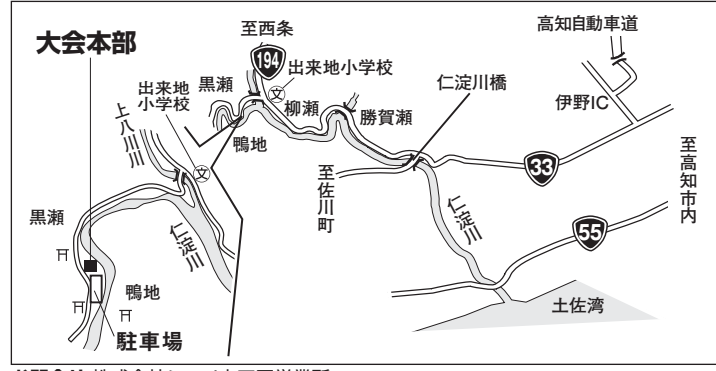 高知自動車道
至西条
大会本部
194
出来地小学校
黒瀬
出来地
小学校
仁淀川橋
柳瀬
伊野IC
勝賀瀬
上八川川
文
文
鴨地
33
至佐川町
至高知市内
黒瀬
仁淀川
仁淀川
55
鴨地
土佐湾
駐車場